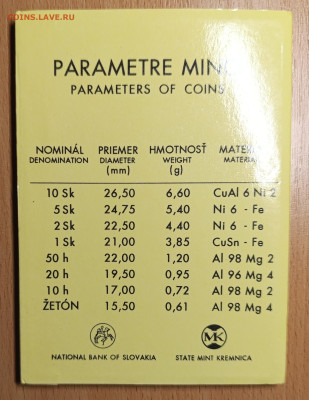 COINS.LAVE.RU
PARAMETRE
PARAMETERS OF COINS
NOMINÁL PRIEMER HMOTNOSŤ
DENOMINATION DIAMETER WEIGHT
(mm) (g)
10 Sk 26,50 6,60 CuAl 6 Ni 2
5 Sk 24,75 5,40 Ni 6 - Fe
2 Sk 22,50 4,40 Ni 6 - Fe
1 Sk 21,00 3,85 CuSn - Fe
50 h 22,00 1,20 Al 98 Mg 2
20 h 19,50 0,95 Al 96 Mg 4
10 h 17,00 0,72 Al 98 Mg 2
ŽETÓN 15,50 0,61 Al 98 Mg 4
MK
NATIONAL BANK OF SLOVAKIA STATE MINT KREMNICA